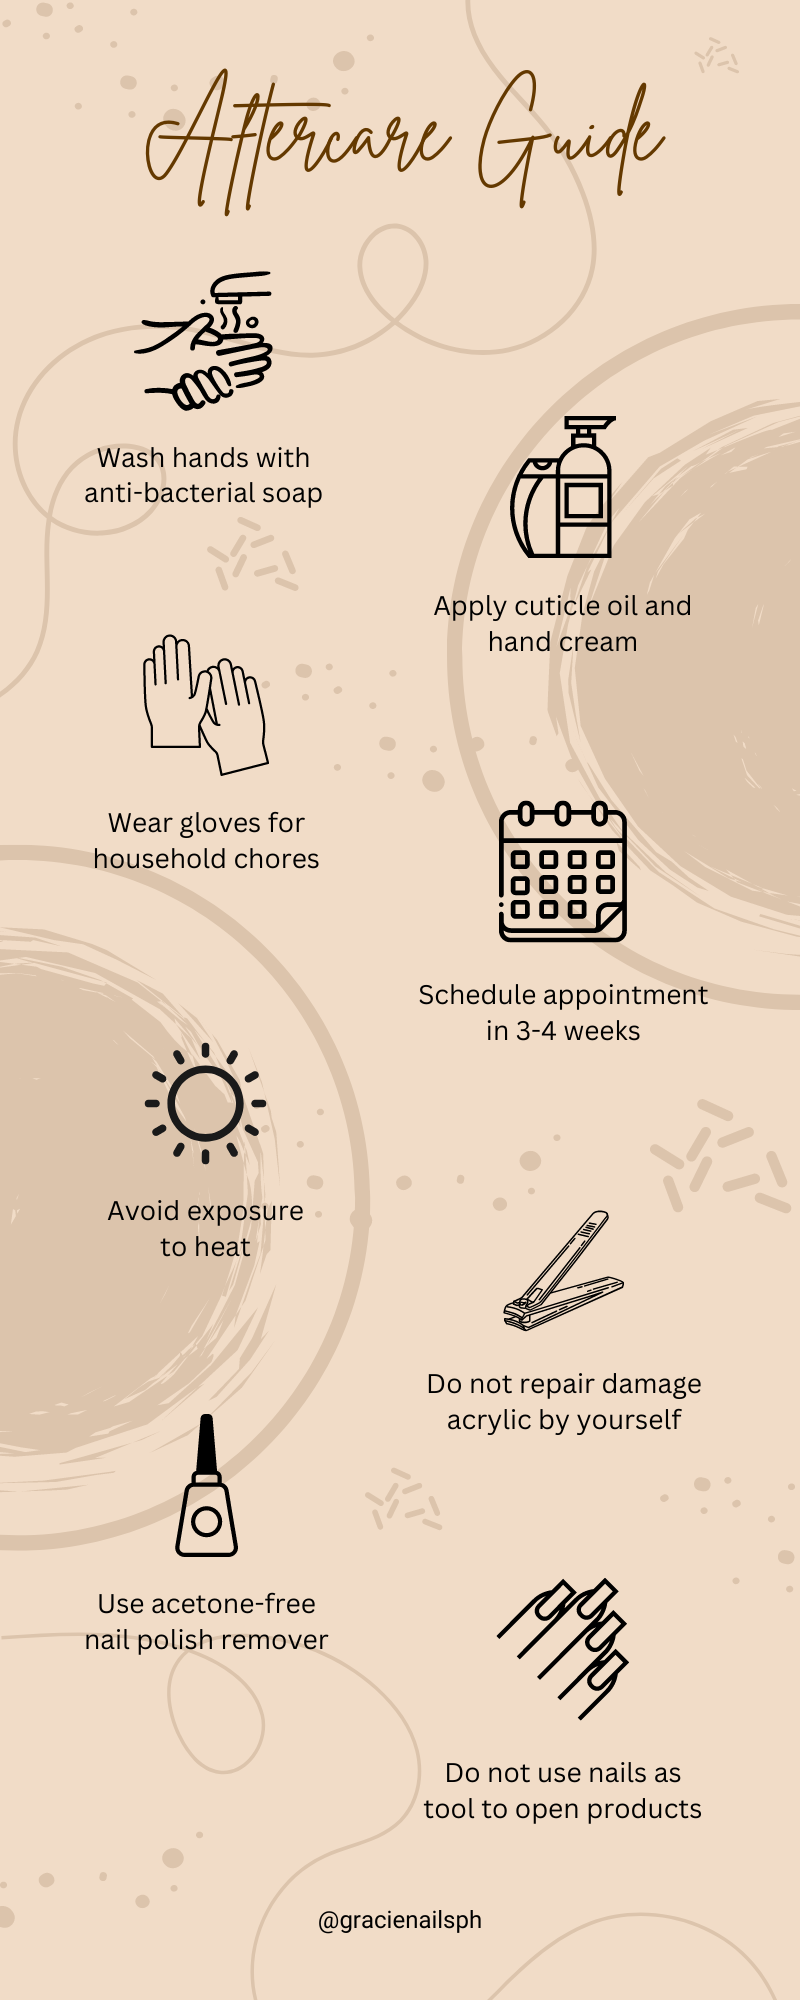 Aftercare Guide
Wash hands with
anti-bacterial soap
Apply cuticle oil and
hand cream
Wear gloves for
household chores
Schedule appointment
in 3-4 weeks
Avoid exposure
to heat
Do not repair damage
acrylic by yourself
Use acetone-free
nail polish remover
Do not use nails as
tool to open products
@gracienailsph